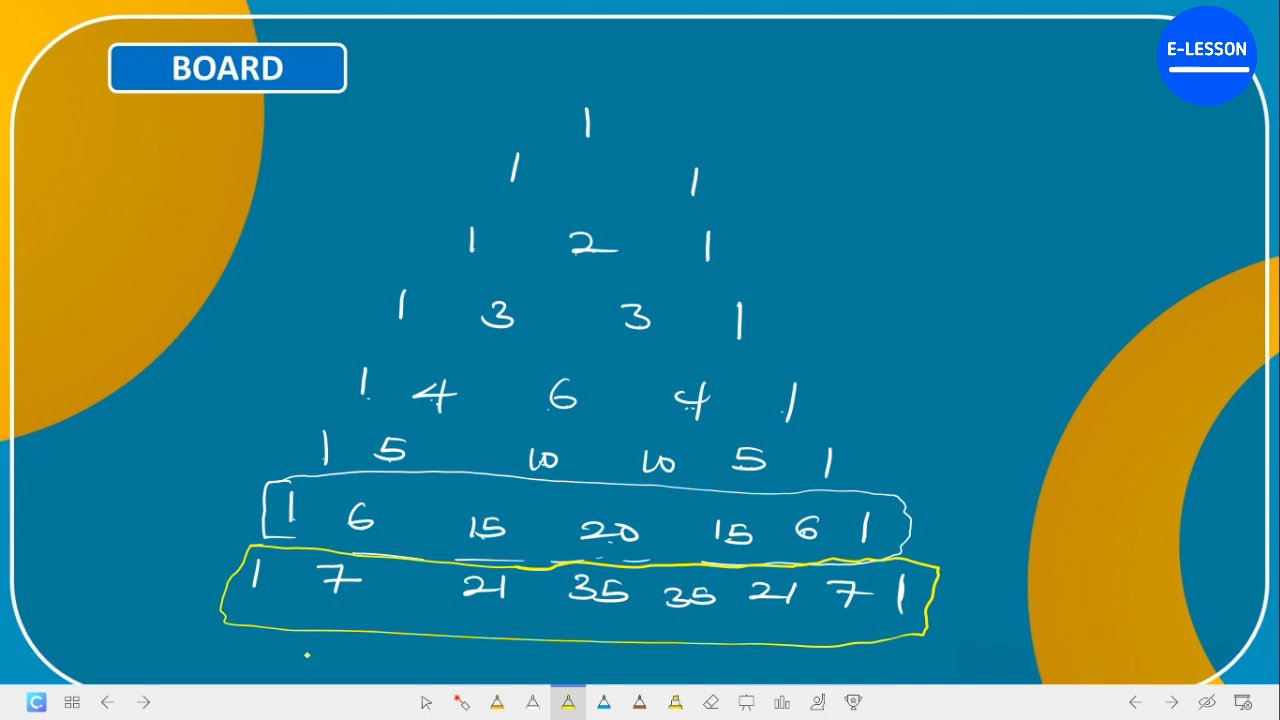 E-LESSON
BOARD
1
1 1
1 2 1
1 3 3 1
1 4 6 4 1
1 5 10 10 5 1
1 6 15 20 15 6 1
1 7 21 35 35 21 7 1